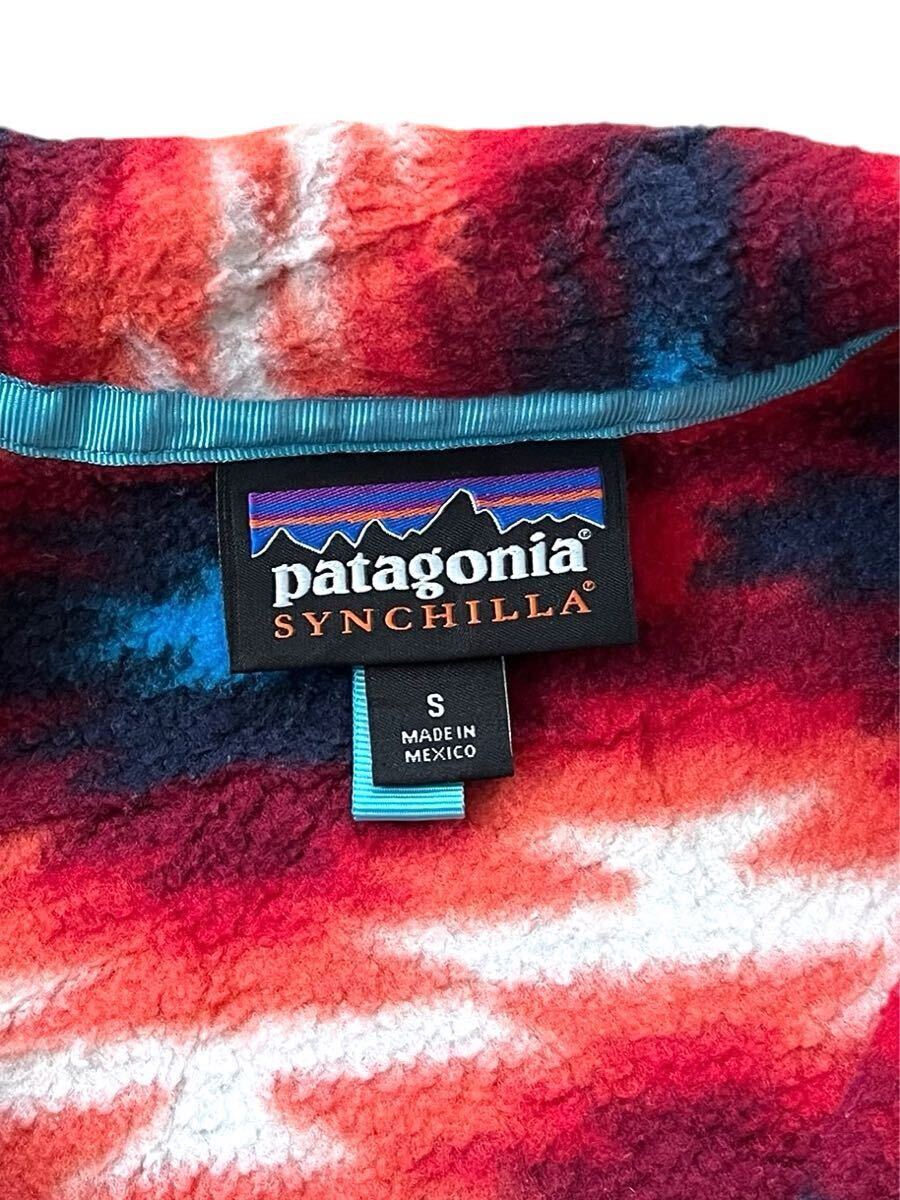 patagonia®
SYNCHILLA®
S
MADE IN
MEXICO